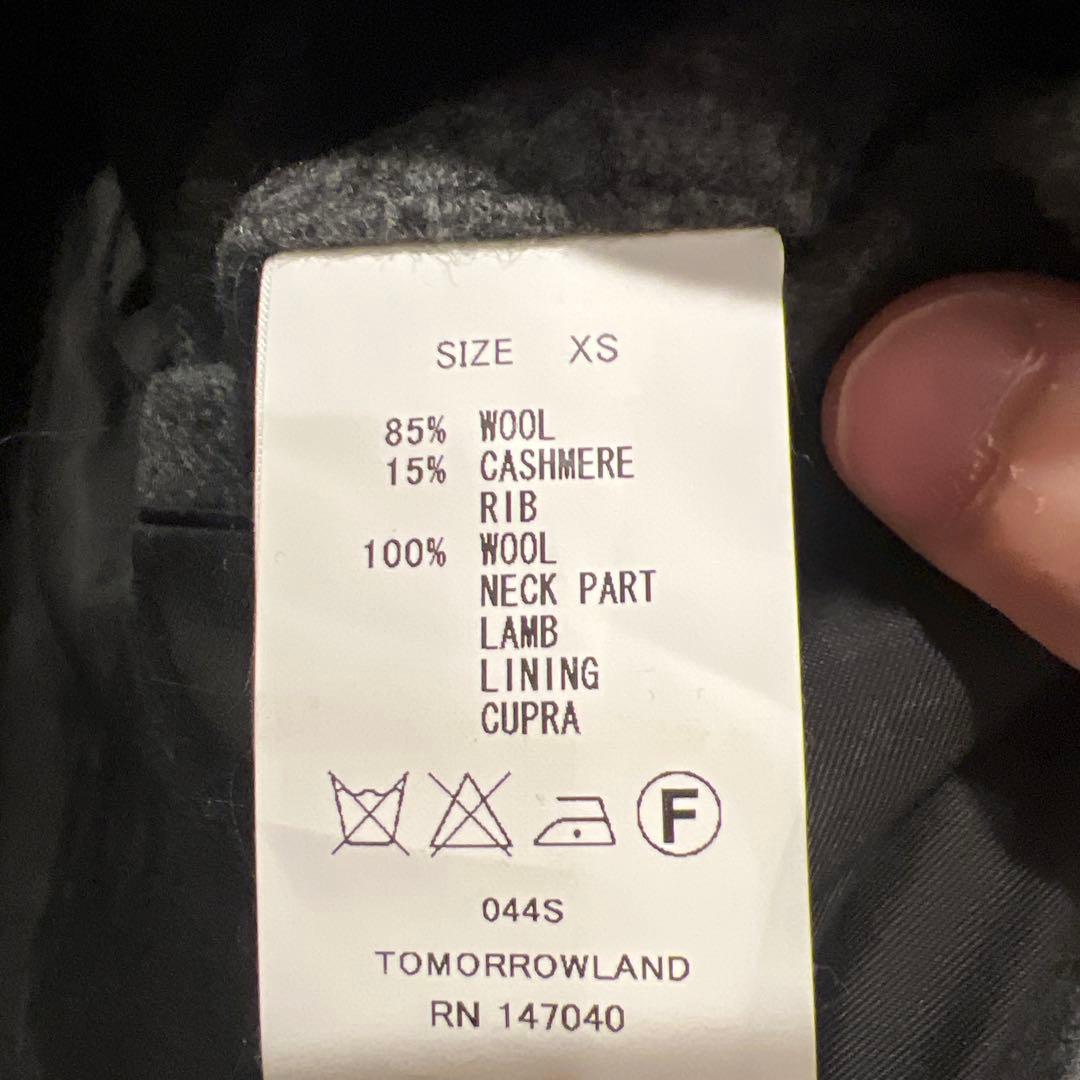 SIZE XS
85% WOOL
15% CASHMERE
RIB
100% WOOL
NECK PART
LAMB
LINING
CUPRA
F
044S
TOMORROWLAND
RN 147040